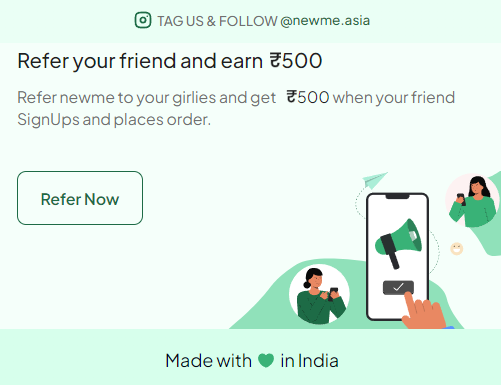 TAG US & FOLLOW @newme.asia
Refer your friend and earn ₹500
Refer newme to your girlies and get ₹500 when your friend
SignUps and places order.
Refer Now
Made with 💚 in India